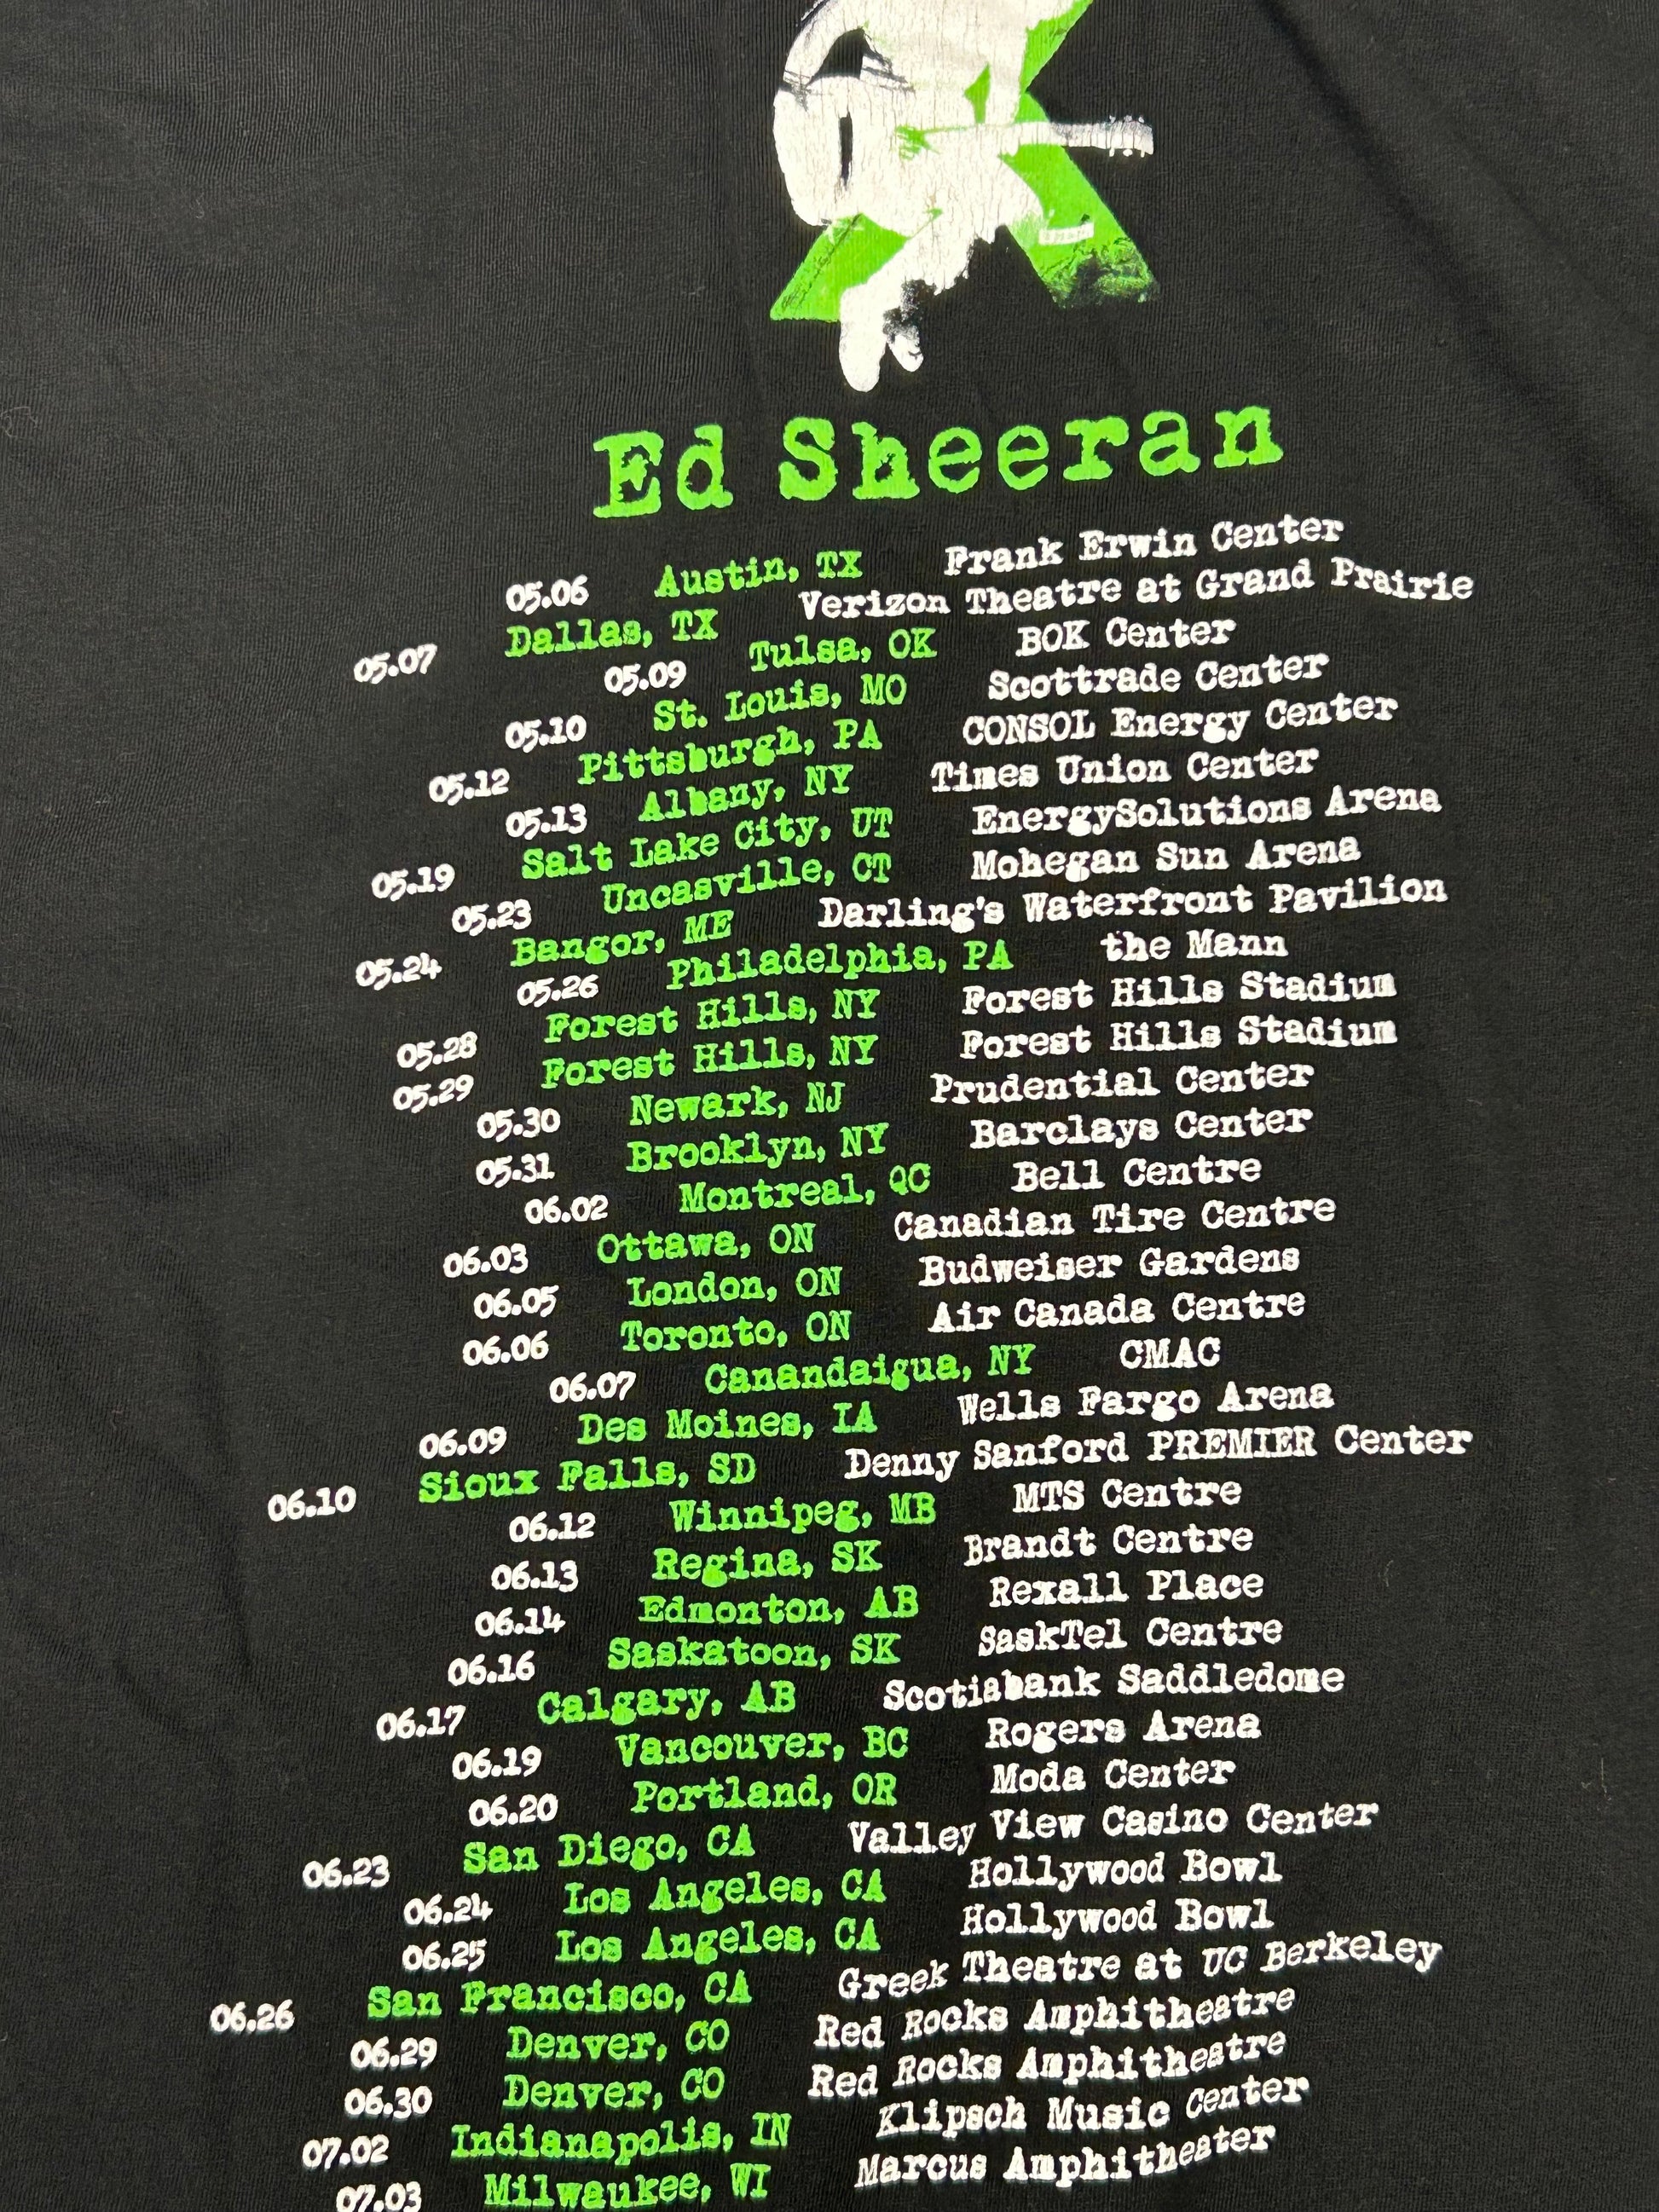 Ed Sheeran
05.06 Austin, TX Frank Erwin Center
05.07 Dallas, TX Verizon Theatre at Grand Prairie
05.09 Tulsa, OK BOK Center
05.10 St. Louis, MO Scottrade Center
05.12 Pittsburgh, PA CONSOL Energy Center
05.13 Albany, NY Times Union Center
05.19 Salt Lake City, UT EnergySolutions Arena
05.23 Uncasville, CT Mohegan Sun Arena
05.24 Bangor, ME Darling's Waterfront Pavilion
05.26 Philadelphia, PA the Mann
05.28 Forest Hills, NY Forest Hills Stadium
05.29 Forest Hills, NY Forest Hills Stadium
05.30 Newark, NJ Prudential Center
05.31 Brooklyn, NY Barclays Center
06.02 Montreal, QC Bell Centre
06.03 Ottawa, ON Canadian Tire Centre
06.05 London, ON Budweiser Gardens
06.06 Toronto, ON Air Canada Centre
06.07 Canandaigua, NY CMAC
06.09 Des Moines, IA Wells Fargo Arena
06.10 Sioux Falls, SD Denny Sanford PREMIER Center
06.12 Winnipeg, MB MTS Centre
06.13 Regina, SK Brandt Centre
06.14 Edmonton, AB Rexall Place
06.16 Saskatoon, SK SaskTel Centre
06.17 Calgary, AB Scotiabank Saddledome
06.19 Vancouver, BC Rogers Arena
06.20 Portland, OR Moda Center
06.23 San Diego, CA Valley View Casino Center
06.24 Los Angeles, CA Hollywood Bowl
06.25 Los Angeles, CA Hollywood Bowl
06.26 San Francisco, CA Greek Theatre at UC Berkeley
06.29 Denver, CO Red Rocks Amphitheatre
06.30 Denver, CO Red Rocks Amphitheatre
07.02 Indianapolis, IN Klipsch Music Center
07.03 Milwaukee, WI Marcus Amphitheater